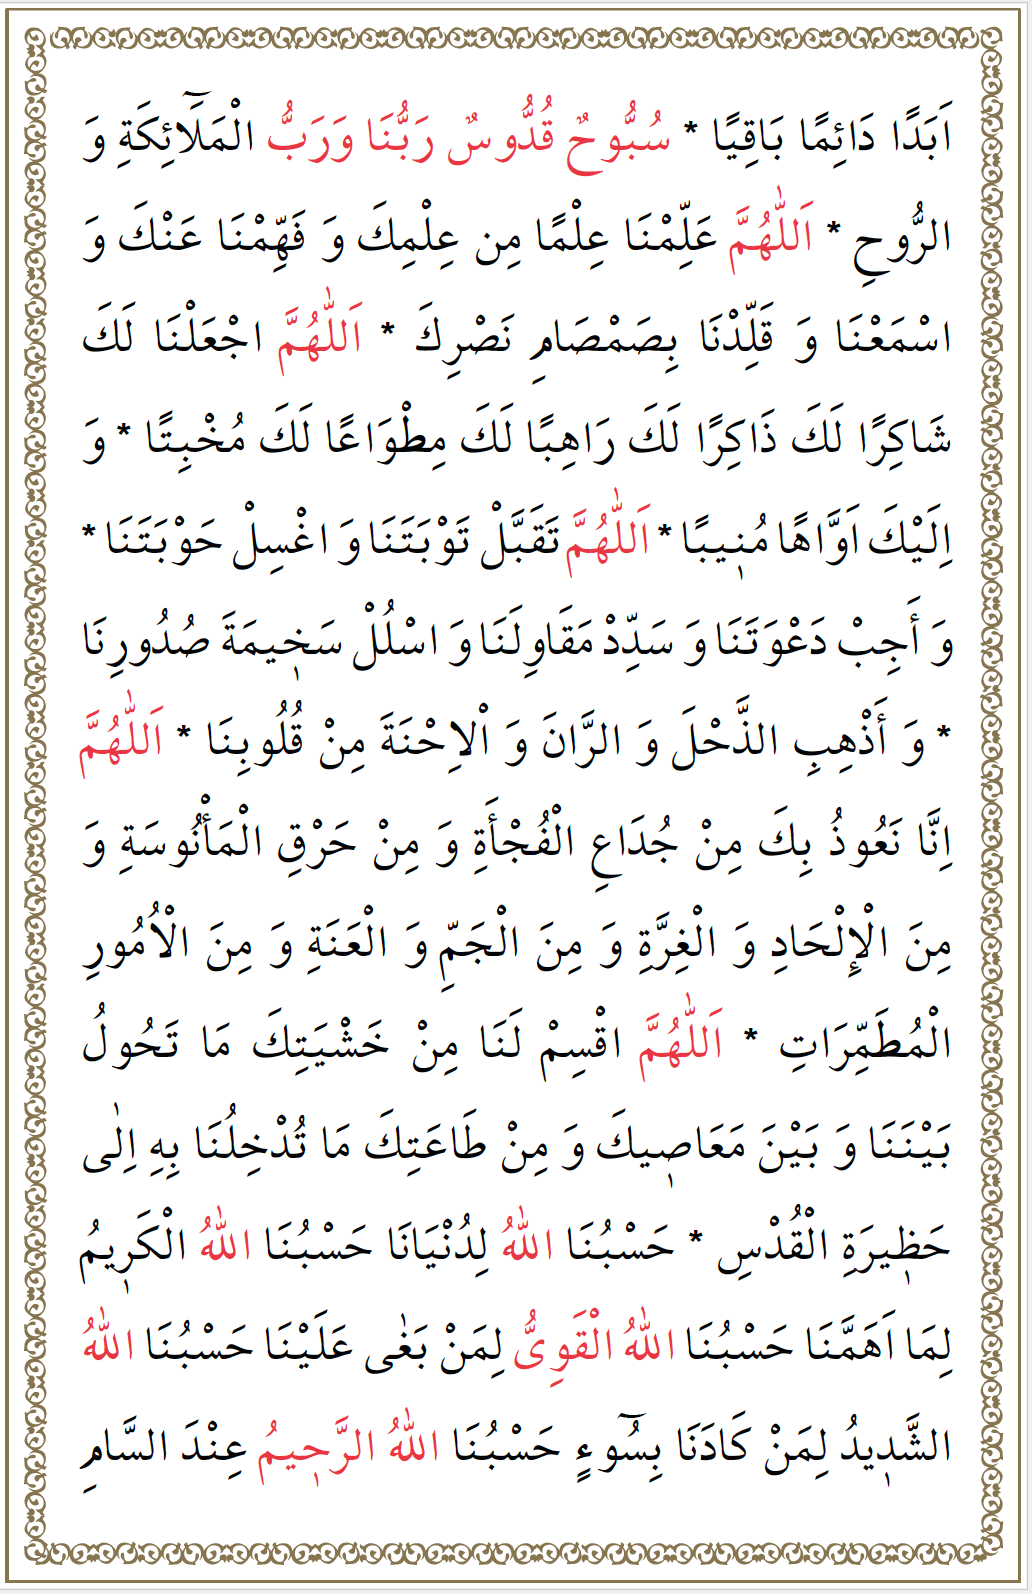 اَبَدًا دَائِمًا بَاقِيًا * سُبُّوحٌ قُدُّوسٌ رَبُّنَا وَرَبُّ الْمَلَٓائِكَةِ وَ
الرُّوحِ * اَللّٰهُمَّ عَلِّمْنَا عِلْمًا مِن عِلْمِكَ وَ فَهِّمْنَا عَنْكَ وَ
اسْمَعْنَا وَ قَلِّدْنَا بِصَمْصَامِ نَصْرِكَ * اَللّٰهُمَّ اجْعَلْنَا لَكَ
شَاكِرًا لَكَ ذَاكِرًا لَكَ رَاهِبًا لَكَ مِطْوَاعًا لَكَ مُخْبِتًا * وَ
اِلَيْكَ اَوَّاهًا مُنٖيبًا * اَللّٰهُمَّ تَقَبَّلْ تَوْبَتَنَا وَ اغْسِلْ حَوْبَتَنَا *
وَ أَجِبْ دَعْوَتَنَا وَ سَدِّدْ مَقَاوِلَنَا وَ اسْلُلْ سَخٖيمَةَ صُدُورِنَا
* وَ أَذْهِبِ الذَّحْلَ وَ الرَّانَ وَ اْلاِحْنَةَ مِنْ قُلُوبِنَا * اَللّٰهُمَّ
اِنَّا نَعُوذُ بِكَ مِنْ جُدَاعِ الْفُجْأَةِ وَ مِنْ حَرْقِ الْمَأْنُوسَةِ وَ
مِنَ الْإِلْحَادِ وَ الْغِرَّةِ وَ مِنَ الْجَمِّ وَ الْعَنَةِ وَ مِنَ الْاُمُورِ
الْمُطَمِّرَاتِ * اَللّٰهُمَّ اقْسِمْ لَنَا مِنْ خَشْيَتِكَ مَا تَحُولُ
بَيْنَنَا وَ بَيْنَ مَعَاصٖيكَ وَ مِنْ طَاعَتِكَ مَا تُدْخِلُنَا بِهِ اِلٰى
حَظٖيرَةِ الْقُدْسِ * حَسْبُنَا اللّٰهُ لِدُنْيَانَا حَسْبُنَا اللّٰهُ الْكَرٖيمُ
لِمَا اَهَمَّنَا حَسْبُنَا اللّٰهُ الْقَوِىُّ لِمَنْ بَغٰى عَلَيْنَا حَسْبُنَا اللّٰهُ
الشَّدٖيدُ لِمَنْ كَادَنَا بِسُٓوءٍ حَسْبُنَا اللّٰهُ الرَّحٖيمُ عِنْدَ السَّامِ